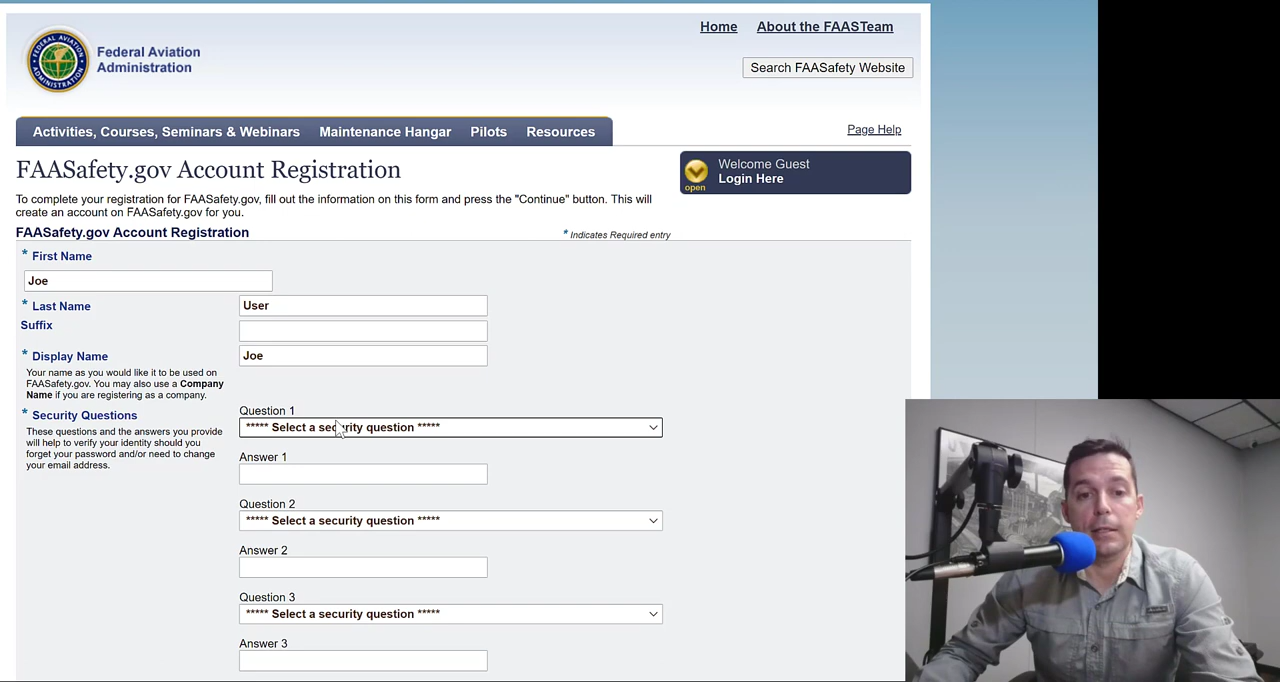 Home About the FAASTeam
FEDERAL AVIATION
ADMINISTRATION
Federal Aviation
Administration
Search FAASafety Website
Activities, Courses, Seminars & Webinars Maintenance Hangar Pilots Resources
Page Help
FAASafety.gov Account Registration
Welcome Guest
Login Here
open
To complete your registration for FAASafety.gov, fill out the information on this form and press the "Continue" button. This will
create an account on FAASafety.gov for you.
FAASafety.gov Account Registration
* Indicates Required entry
* First Name
Joe
* Last Name
User
Suffix
* Display Name
Joe
Your name as you would like it to be used on
FAASafety.gov. You may also use a Company
Name if you are registering as a company.
* Security Questions
These questions and the answers you provide
will help to verify your identity should you
forget your password and/or need to change
your email address.
Question 1
***** Select a security question *****
Answer 1
Question 2
***** Select a security question *****
Answer 2
Question 3
***** Select a security question *****
Answer 3